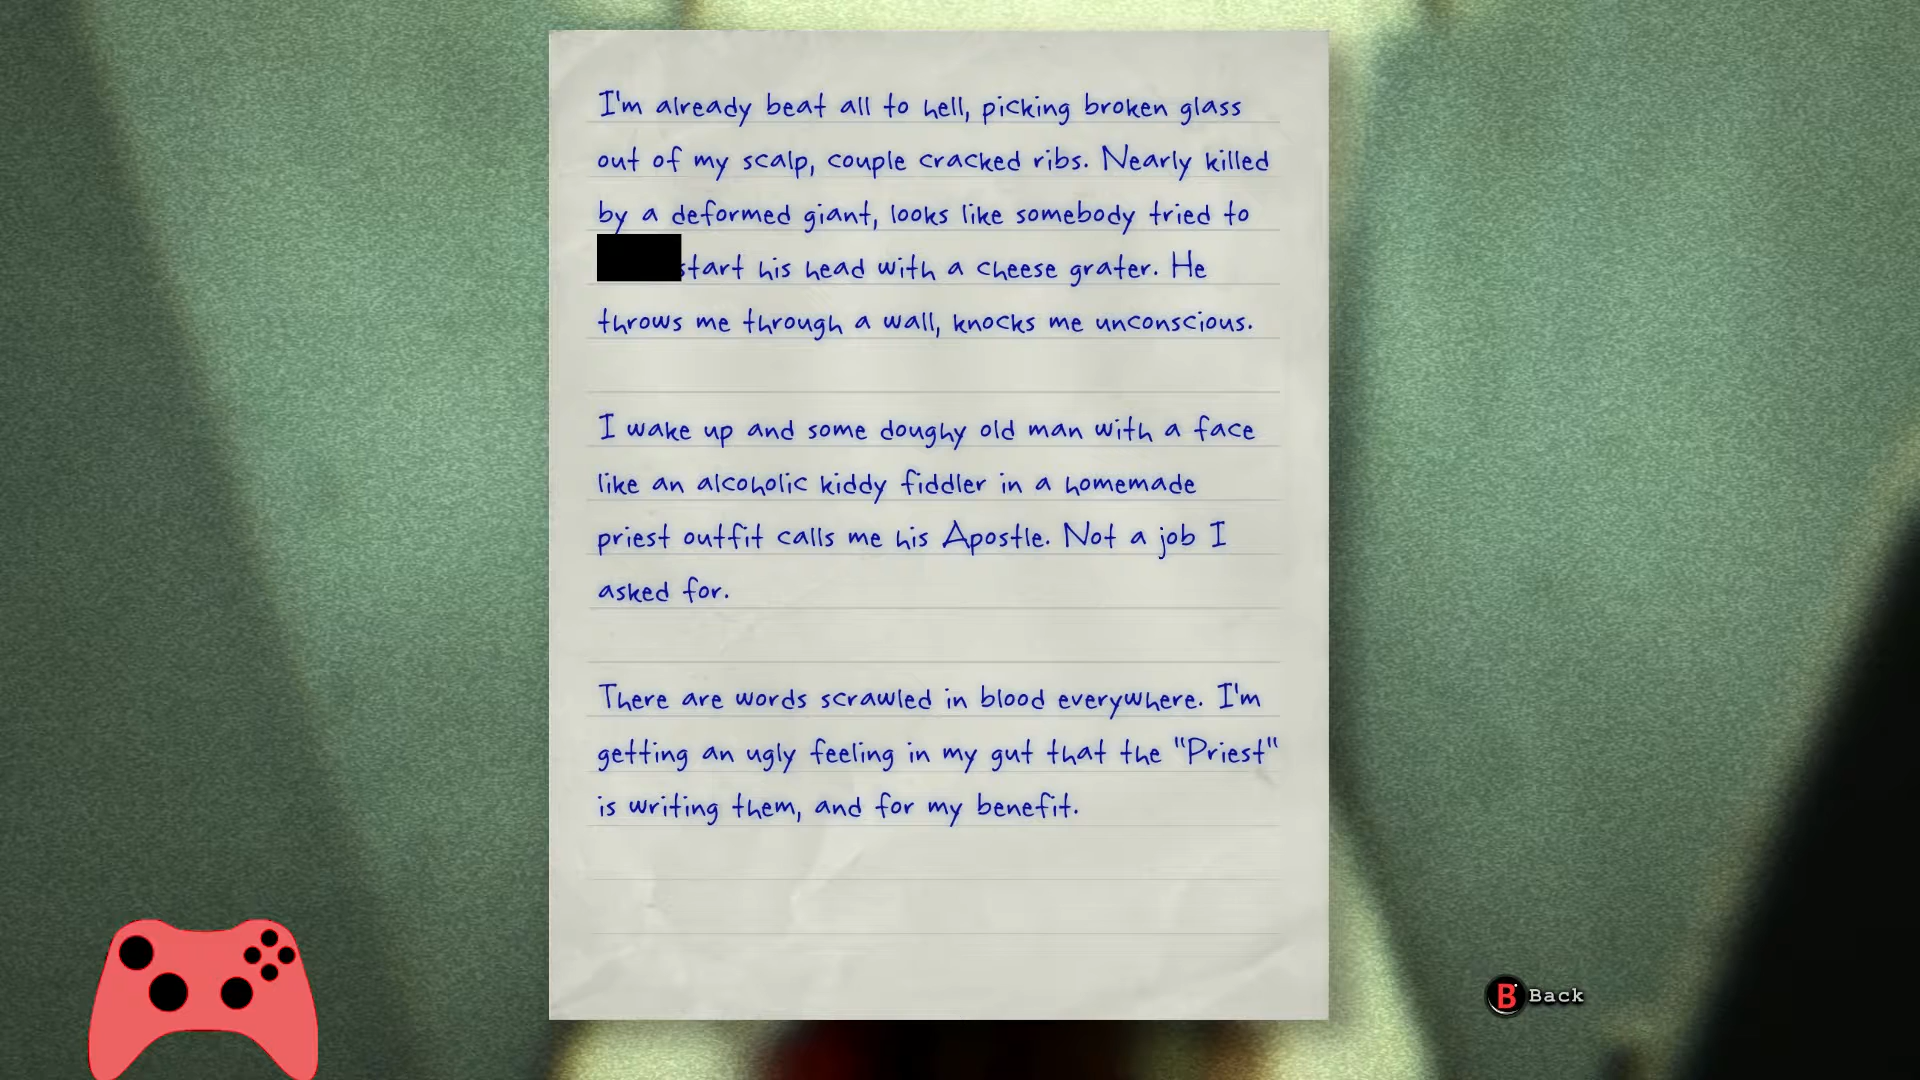 I'm already beat all to hell, picking broken glass
out of my scalp, couple cracked ribs. Nearly killed
by a deformed giant, looks like somebody tried to
start his head with a cheese grater. He
throws me through a wall, knocks me unconscious.
I wake up and some doughy old man with a face
like an alcoholic kiddy fiddler in a homemade
priest outfit calls me his Apostle. Not a job I
asked for.
There are words scrawled in blood everywhere. I'm
getting an ugly feeling in my gut that the "Priest"
is writing them, and for my benefit.
B Back